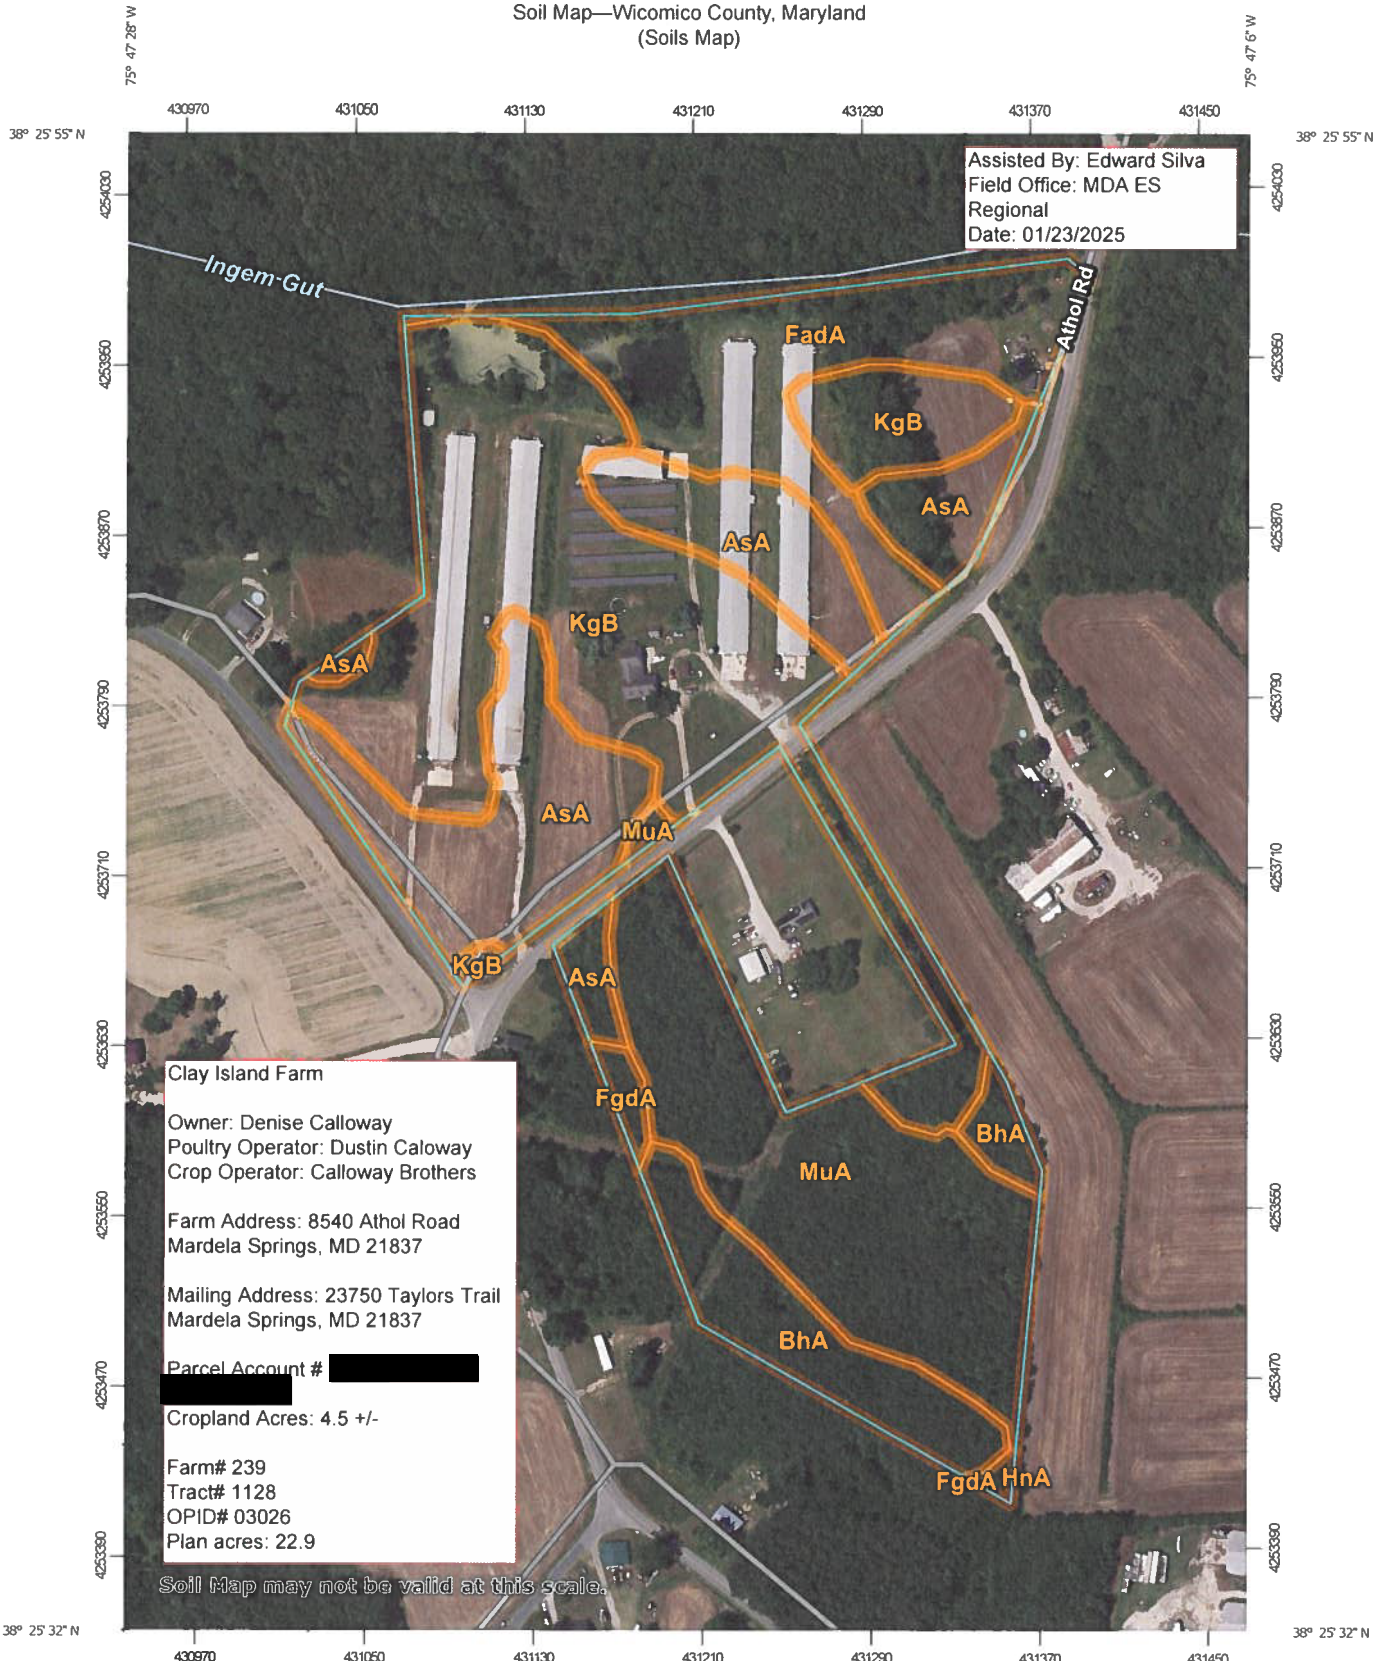 Soil Map—Wicomico County, Maryland
(Soils Map)
75° 47' 28" W
75° 47' 6" W
430970
431050
431130
431210
431290
431370
431450
38° 25' 55" N
38° 25' 55" N
Assisted By: Edward Silva
Field Office: MDA ES
Regional
Date: 01/23/2025
4254030
4254030
Ingem-Gut
Athol Rd
FadA
4253950
4253950
KgB
AsA
4253870
4253870
AsA
KgB
AsA
4253790
4253790
AsA
MuA
4253710
4253710
KgB
AsA
4253630
4253630
FgdA
BhA
MuA
4253550
4253550
BhA
4253470
4253470
FgdA
HnA
4253390
4253390
Clay Island Farm
Owner: Denise Calloway
Poultry Operator: Dustin Caloway
Crop Operator: Calloway Brothers
Farm Address: 8540 Athol Road
Mardela Springs, MD 21837
Mailing Address: 23750 Taylors Trail
Mardela Springs, MD 21837
Parcel Account #
Cropland Acres: 4.5 +/-
Farm# 239
Tract# 1128
OPID# 03026
Plan acres: 22.9
Soil Map may not be valid at this scale.
38° 25' 32" N
38° 25' 32" N
430970
431050
431130
431210
431290
431370
431450